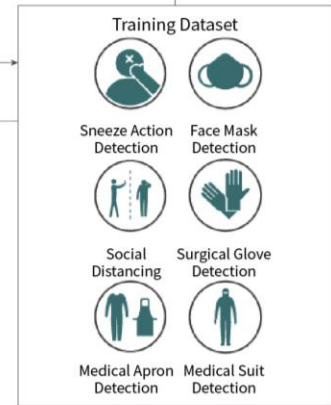 Training Dataset
Sneeze Action
Detection
Face Mask
Detection
Social
Distancing
Surgical Glove
Detection
Medical Apron
Detection
Medical Suit
Detection